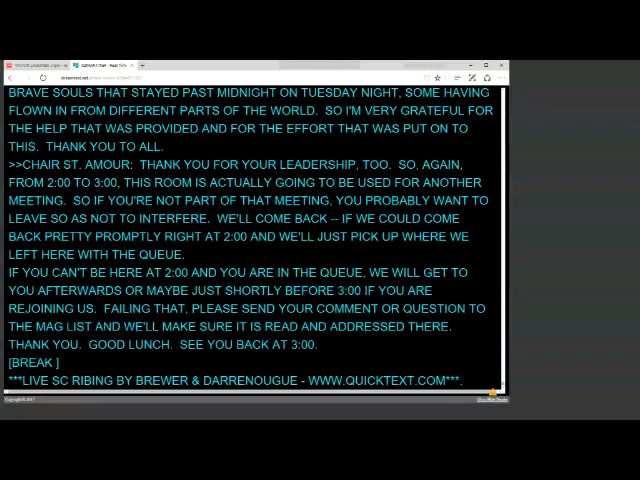 streamtext.net
BRAVE SOULS THAT STAYED PAST MIDNIGHT ON TUESDAY NIGHT, SOME HAVING
FLOWN IN FROM DIFFERENT PARTS OF THE WORLD.  SO I'M VERY GRATEFUL FOR
THE HELP THAT WAS PROVIDED AND FOR THE EFFORT THAT WAS PUT ON TO
THIS.  THANK YOU TO ALL.
>>CHAIR ST. AMOUR:  THANK YOU FOR YOUR LEADERSHIP, TOO.  SO, AGAIN,
FROM 2:00 TO 3:00, THIS ROOM IS ACTUALLY GOING TO BE USED FOR ANOTHER
MEETING.  SO IF YOU'RE NOT PART OF THAT MEETING, YOU PROBABLY WANT TO
LEAVE SO AS NOT TO INTERFERE.  WE'LL COME BACK -- IF WE COULD COME
BACK PRETTY PROMPTLY RIGHT AT 2:00 AND WE'LL JUST PICK UP WHERE WE
LEFT HERE WITH THE QUEUE.
IF YOU CAN'T BE HERE AT 2:00 AND YOU ARE IN THE QUEUE, WE WILL GET TO
YOU AFTERWARDS OR MAYBE JUST SHORTLY BEFORE 3:00 IF YOU ARE
REJOINING US.  FAILING THAT, PLEASE SEND YOUR COMMENT OR QUESTION TO
THE MAG LIST AND WE'LL MAKE SURE IT IS READ AND ADDRESSED THERE.
THANK YOU.  GOOD LUNCH.  SEE YOU BACK AT 3:00.
[BREAK ]
***LIVE SC RIBING BY BREWER & DARRENOUGUE - WWW.QUICKTEXT.COM***.
Copyright © 2017